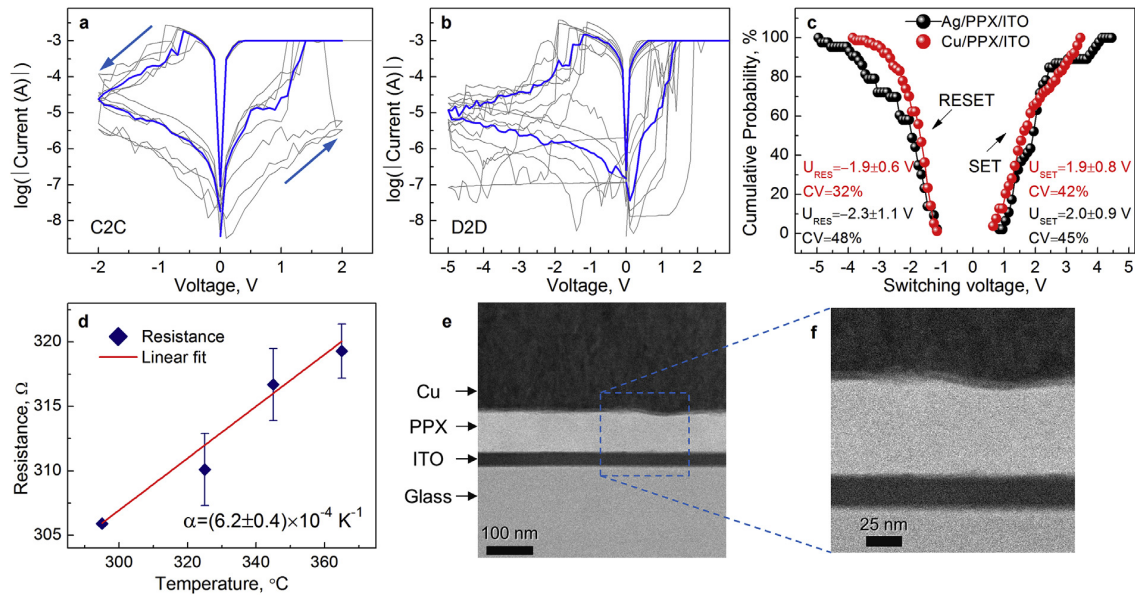 a
log(|Current (A)|)
-3
-4
-5
-6
-7
-8
C2C
-2
-1
0
1
2
Voltage, V
b
log(|Current (A)|)
-3
-4
-5
-6
-7
-8
D2D
-5
-4
-3
-2
-1
0
1
2
Voltage, V
c
Ag/PPX/ITO
Cu/PPX/ITO
Cumulative Probability, %
100
80
60
40
20
0
RESET
SET
U_RES=−1.9±0.6 V
CV=32%
U_RES=−2.3±1.1 V
CV=48%
U_SET=1.9±0.8 V
CV=42%
U_SET=2.0±0.9 V
CV=45%
-5
-4
-3
-2
-1
0
1
2
3
4
5
Switching voltage, V
d
Resistance
Linear fit
Resistance, Ω
320
315
310
305
α=(6.2±0.4)×10⁻⁴ K⁻¹
300
320
340
360
Temperature, °C
e
Cu
PPX
ITO
Glass
100 nm
f
25 nm